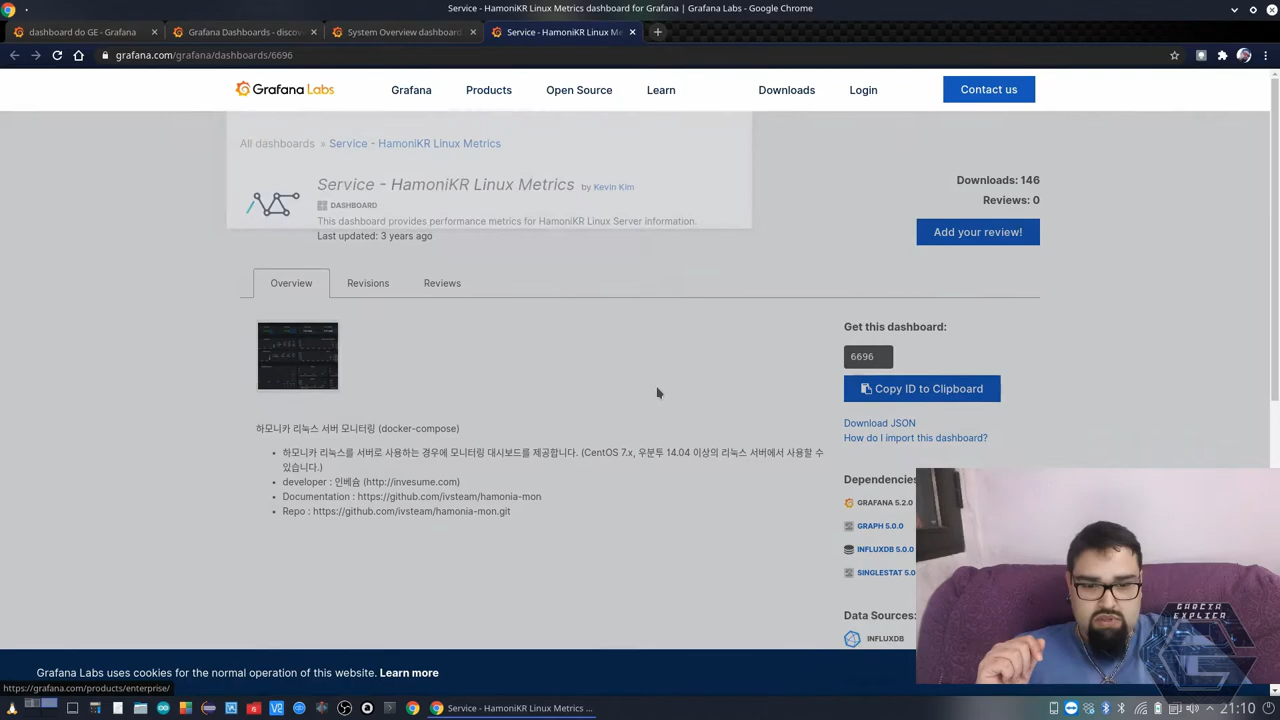 Service - HamoniKR Linux Metrics dashboard for Grafana | Grafana Labs - Google Chrome
dashboard do GE - Grafana
Grafana Dashboards - discov
System Overview dashboard
Service - HamoniKR Linux Me
grafana.com/grafana/dashboards/6696
Grafana Labs
Grafana
Products
Open Source
Learn
Downloads
Login
Contact us
All dashboards » Service - HamoniKR Linux Metrics
Service - HamoniKR Linux Metrics by Kevin Kim
DASHBOARD
This dashboard provides performance metrics for HamoniKR Linux Server information.
Last updated: 3 years ago
Downloads: 146
Reviews: 0
Add your review!
Overview
Revisions
Reviews
하모니카 리눅스 서버 모니터링 (docker-compose)
하모니카 리눅스를 서버로 사용하는 경우에 모니터링 대시보드를 제공합니다. (CentOS 7.x, 우분투 14.04 이상의 리눅스 서버에서 사용할 수
있습니다.)
developer : 인베슘 (http://invesume.com)
Documentation : https://github.com/ivsteam/hamonia-mon
Repo : https://github.com/ivsteam/hamonia-mon.git
Get this dashboard:
6696
Copy ID to Clipboard
Download JSON
How do I import this dashboard?
Dependencies
GRAFANA 5.2.0
GRAPH 5.0.0
INFLUXDB 5.0.0
SINGLESTAT 5.0
Data Sources:
INFLUXDB
GARCIA
EXPLICA
Grafana Labs uses cookies for the normal operation of this website. Learn more
https://grafana.com/products/enterprise/
Service - HamoniKR Linux Metrics ...
21:10